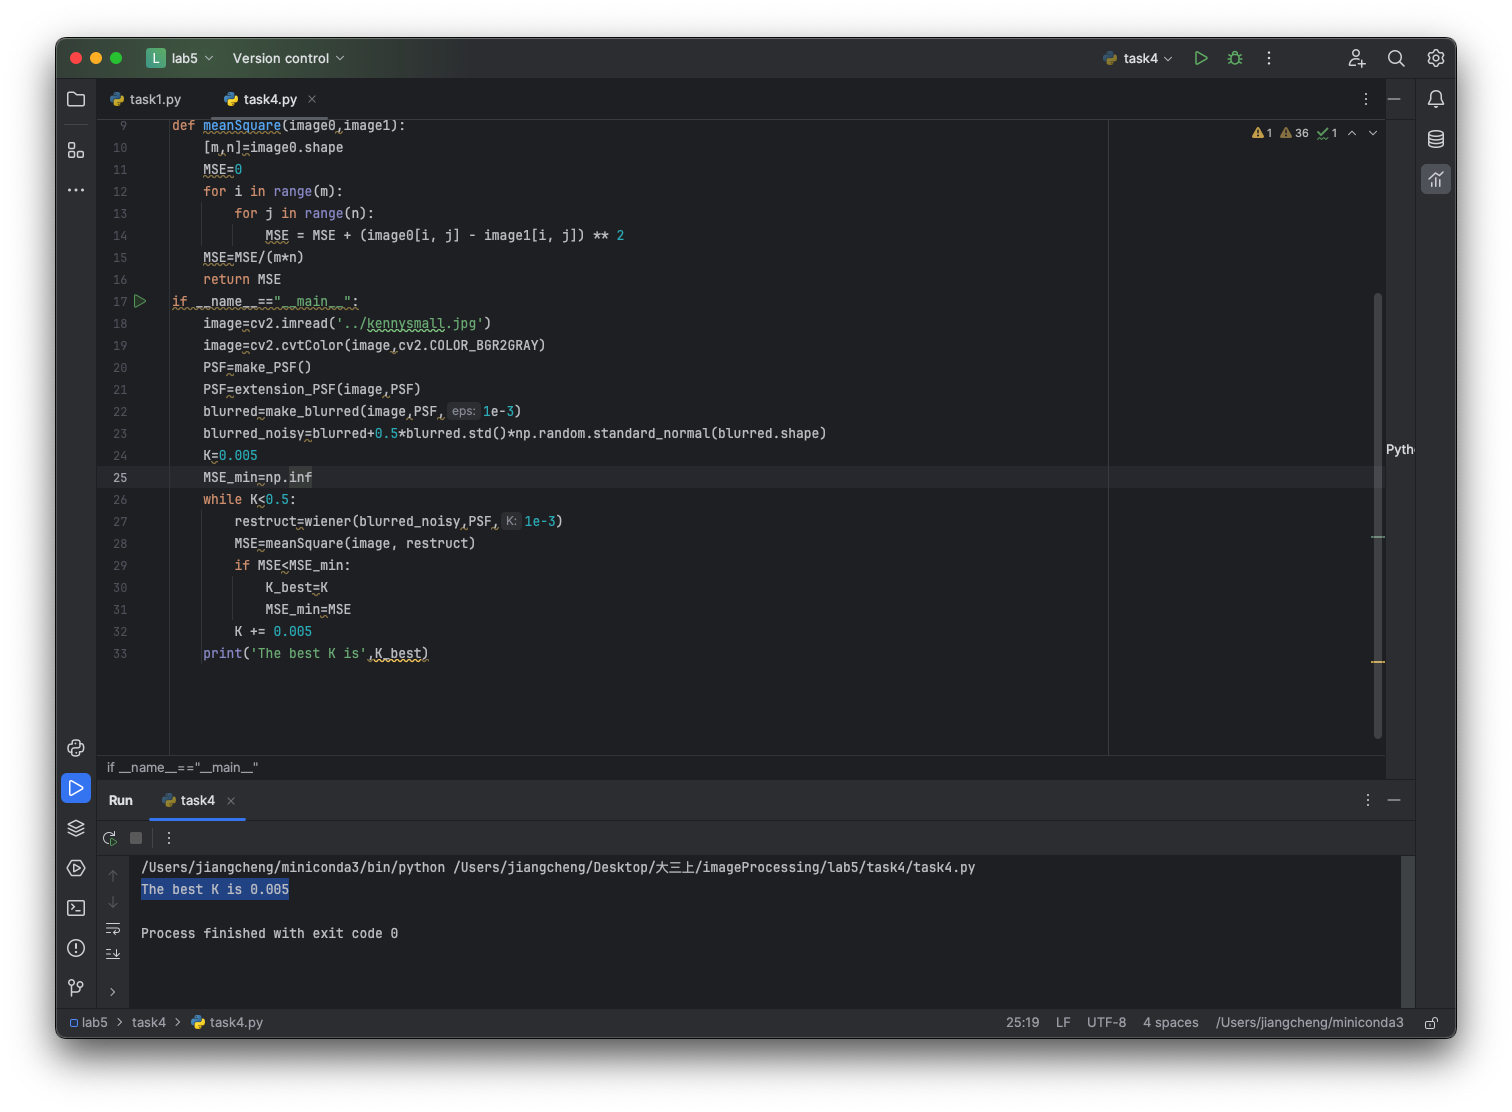 L lab5 Version control task4
task1.py task4.py
1 36 1
9 def meanSquare(image0,image1):
10 [m,n]=image0.shape
11 MSE=0
12 for i in range(m):
13 for j in range(n):
14 MSE = MSE + (image0[i, j] - image1[i, j]) ** 2
15 MSE=MSE/(m*n)
16 return MSE
17 if __name__=="__main__":
18 image=cv2.imread('../kennysmall.jpg')
19 image=cv2.cvtColor(image,cv2.COLOR_BGR2GRAY)
20 PSF=make_PSF()
21 PSF=extension_PSF(image,PSF)
22 blurred=make_blurred(image,PSF, eps: 1e-3)
23 blurred_noisy=blurred+0.5*blurred.std()*np.random.standard_normal(blurred.shape)
24 K=0.005
25 MSE_min=np.inf
26 while K<0.5:
27 restruct=wiener(blurred_noisy,PSF, K: 1e-3)
28 MSE=meanSquare(image, restruct)
29 if MSE<MSE_min:
30 K_best=K
31 MSE_min=MSE
32 K += 0.005
33 print('The best K is',K_best)
Pyth
if __name__=="__main__"
Run task4
/Users/jiangcheng/miniconda3/bin/python /Users/jiangcheng/Desktop/大三上/imageProcessing/lab5/task4/task4.py
The best K is 0.005
Process finished with exit code 0
lab5 > task4 > task4.py 25:19 LF UTF-8 4 spaces /Users/jiangcheng/miniconda3